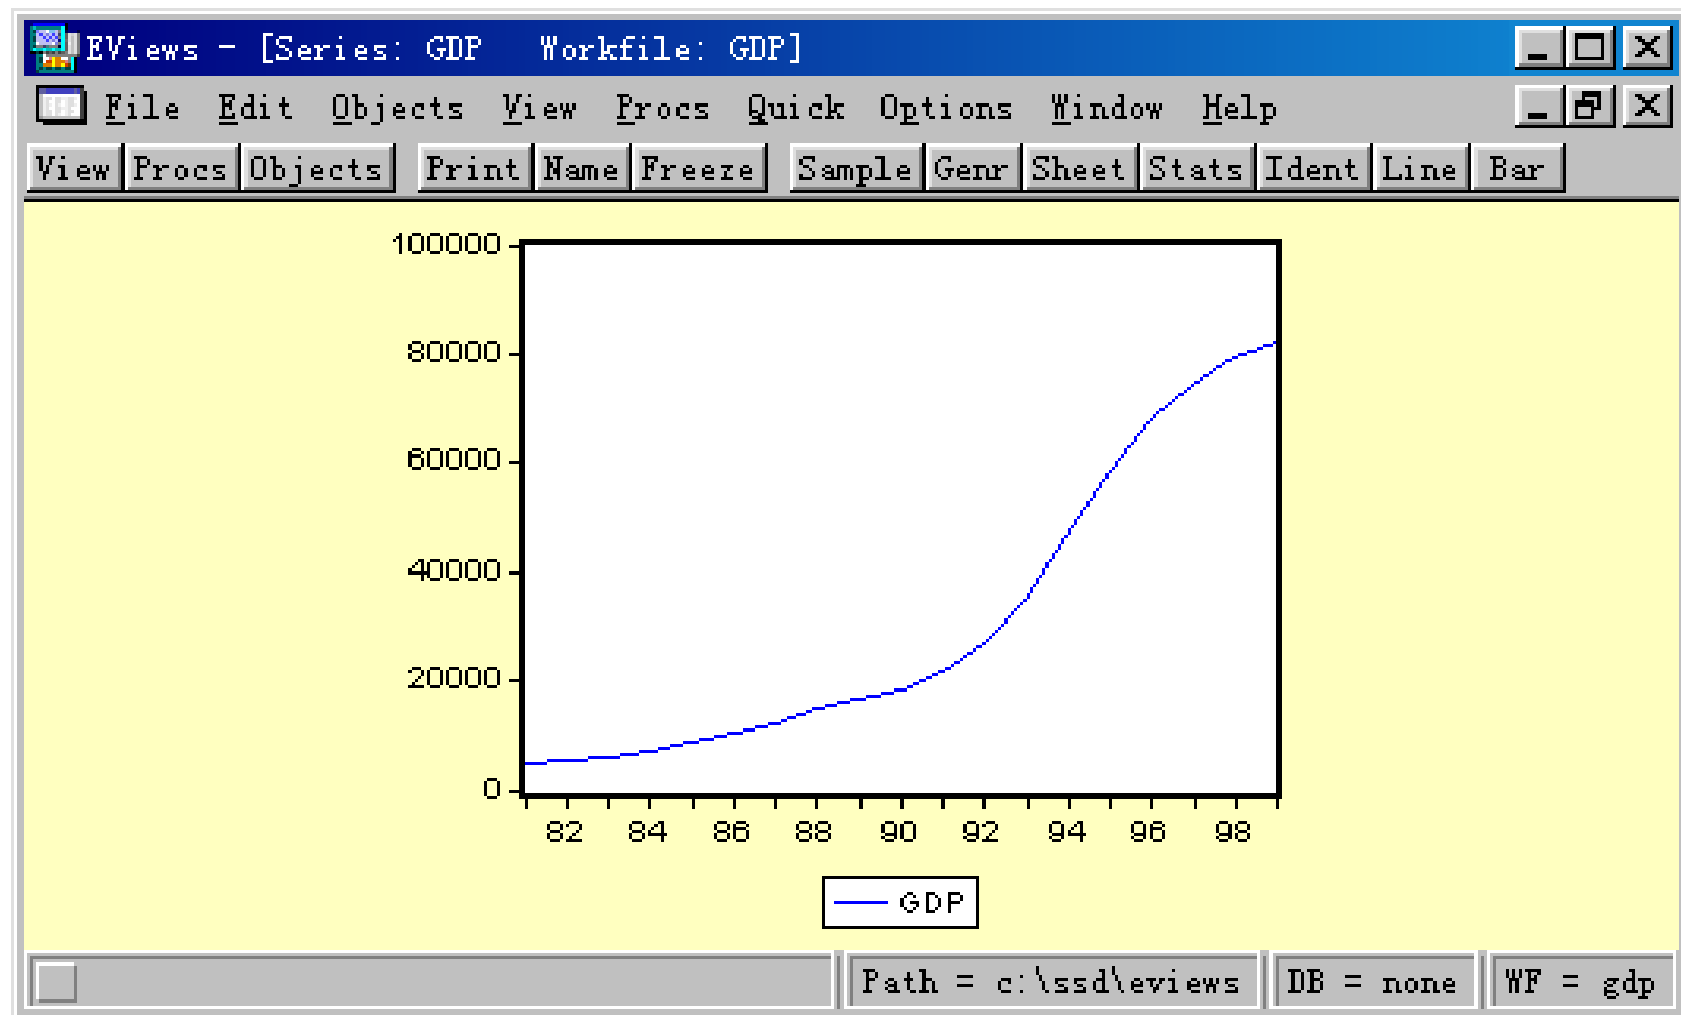 EViews - [Series: GDP   Workfile: GDP]
File Edit Objects View Procs Quick Options Window Help
View Procs Objects Print Name Freeze Sample Genr Sheet Stats Ident Line Bar
100000
80000
60000
40000
20000
0
82 84 86 88 90 92 94 96 98
GDP
Path = c:\ssd\eviews DB = none WF = gdp